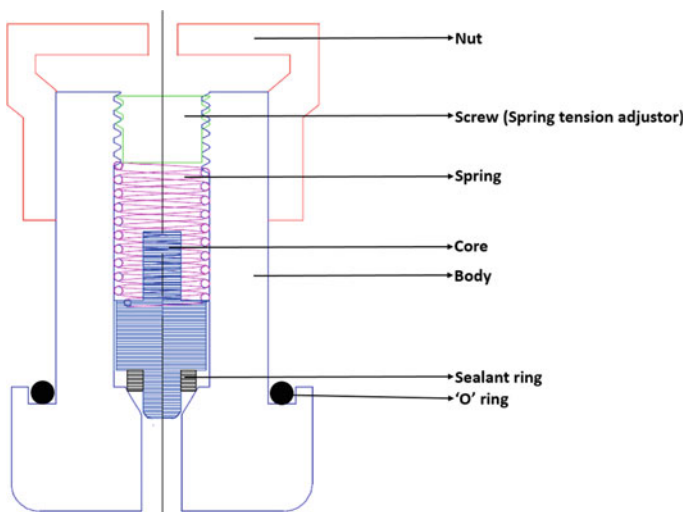 Nut
Screw (Spring tension adjustor)
Spring
Core
Body
Sealant ring
‘O’ ring